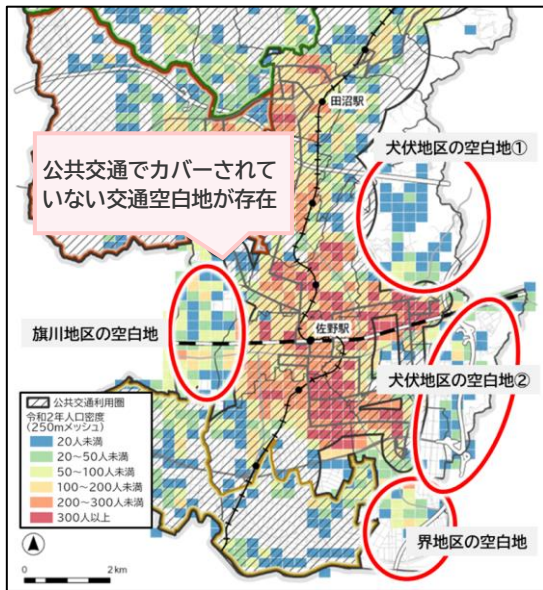 田沼駅
犬伏地区の空白地①
公共交通でカバーされて
いない交通空白地が存在
旗川地区の空白地
佐野駅
犬伏地区の空白地②
公共交通利用圏
令和2年人口密度
(250mメッシュ)
20人未満
20～50人未満
50～100人未満
100～200人未満
200～300人未満
300人以上
界地区の空白地
0
2km